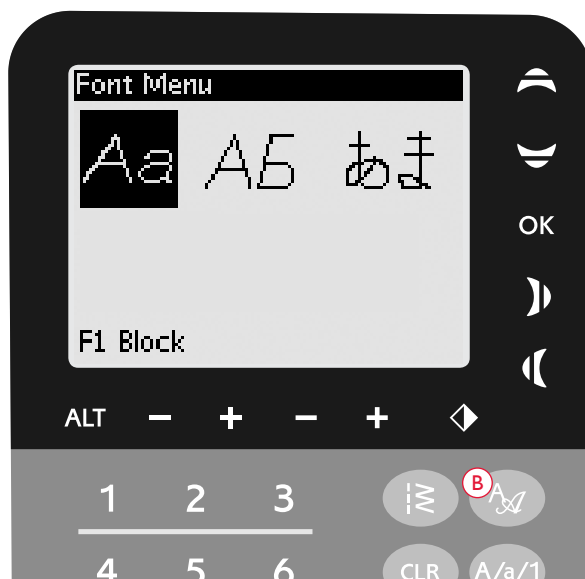 Font Menu
Aa АБ あま
OK
F1 Block
ALT − + − +
B
1 2 3
4 5 6 CLR A/a/1